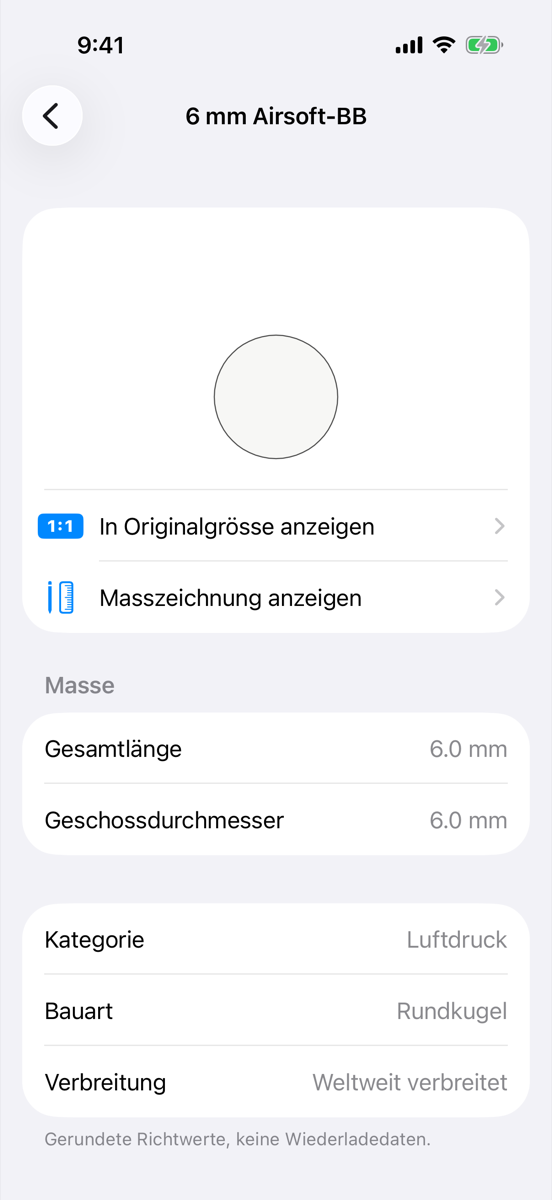 9:41
6 mm Airsoft-BB
1:1 In Originalgrösse anzeigen
Masszeichnung anzeigen
Masse
Gesamtlänge 6.0 mm
Geschossdurchmesser 6.0 mm
Kategorie Luftdruck
Bauart Rundkugel
Verbreitung Weltweit verbreitet
Gerundete Richtwerte, keine Wiederladedaten.